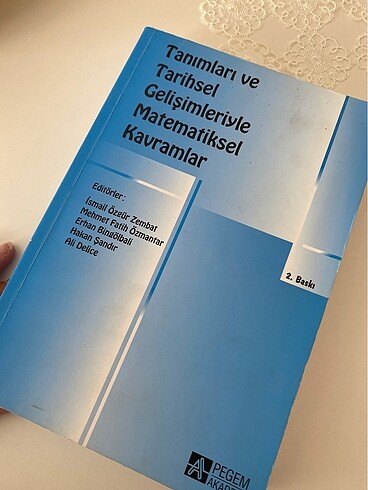 Tanımları ve
Tarihsel
Gelişimleriyle
Matematiksel
Kavramlar
Editörler:
İsmail Özgür Zembat
Mehmet Fatih Özmantar
Erhan Bingölbali
Hakan Şandır
Ali Delice
2. Baskı
PEGEM